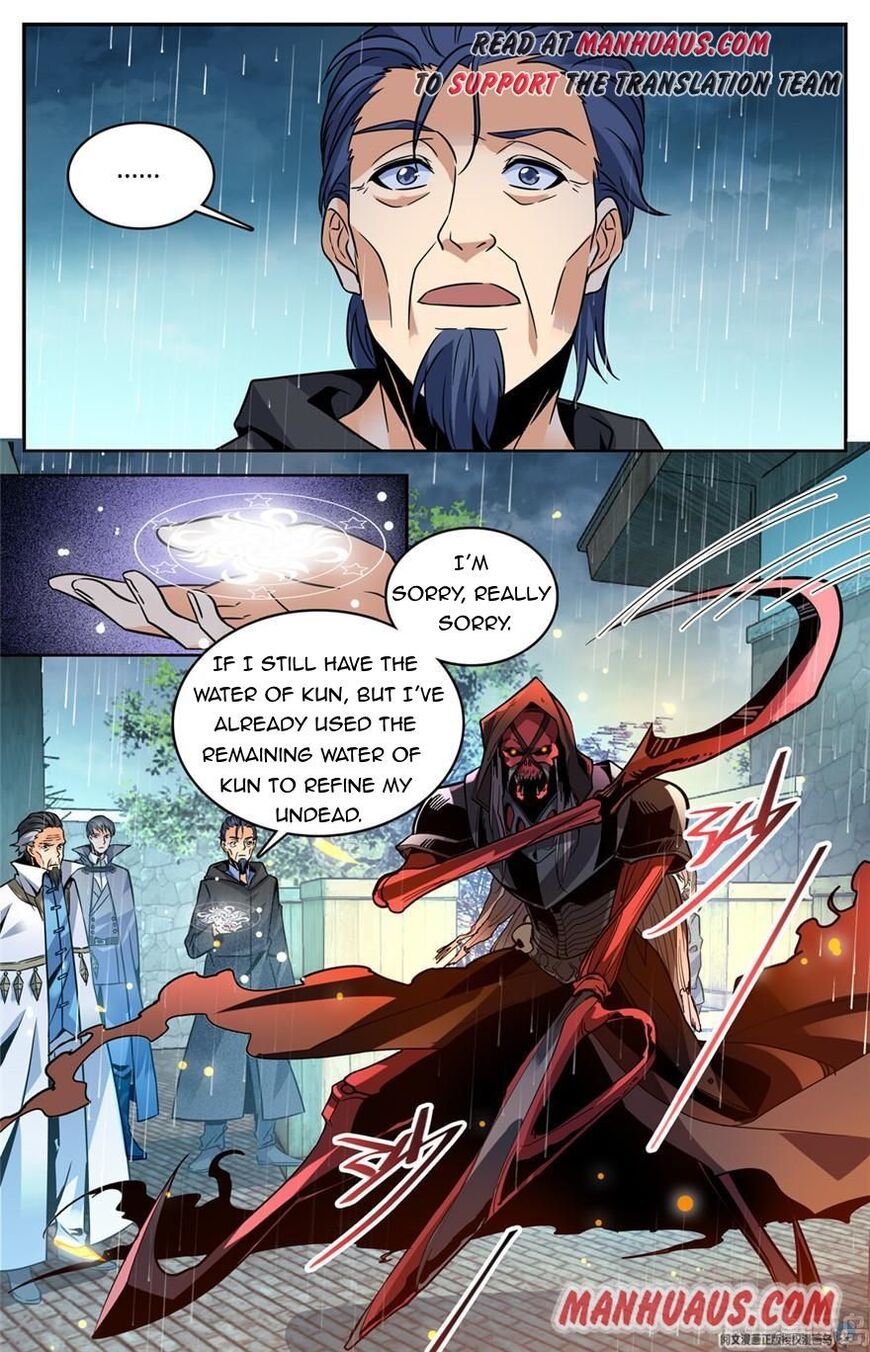 READ AT MANHUAUS.COM
TO SUPPORT THE TRANSLATION TEAM
......
I'M
SORRY, REALLY
SORRY.
IF I STILL HAVE THE
WATER OF KUN, BUT I'VE
ALREADY USED THE
REMAINING WATER OF
KUN TO REFINE MY
UNDEAD.
MANHUAUS.COM